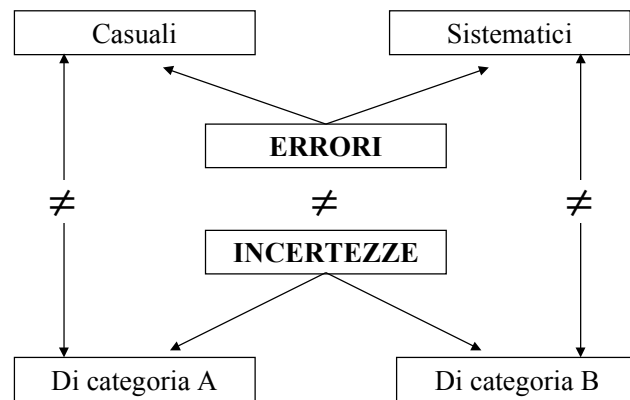 Casuali
Sistematici
ERRORI
≠
≠
≠
INCERTEZZE
Di categoria A
Di categoria B